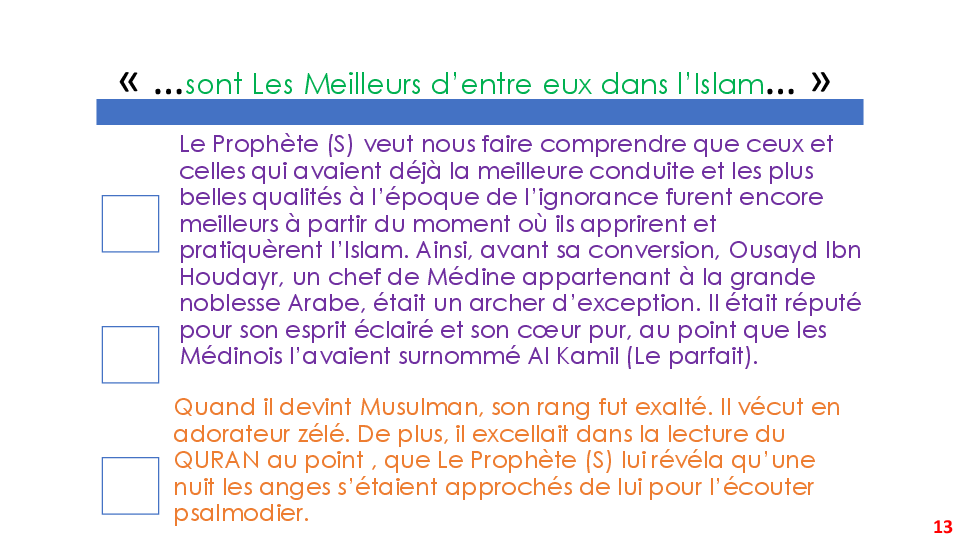 « ...sont Les Meilleurs d’entre eux dans l’Islam... »
Le Prophète (S) veut nous faire comprendre que ceux et
celles qui avaient déjà la meilleure conduite et les plus
belles qualités à l’époque de l’ignorance furent encore
meilleurs à partir du moment où ils apprirent et
pratiquèrent l’Islam. Ainsi, avant sa conversion, Ousayd Ibn
Houdayr, un chef de Médine appartenant à la grande
noblesse Arabe, était un archer d’exception. Il était réputé
pour son esprit éclairé et son cœur pur, au point que les
Médinois l’avaient surnommé Al Kamil (Le parfait).
Quand il devint Musulman, son rang fut exalté. Il vécut en
adorateur zélé. De plus, il excellait dans la lecture du
QURAN au point , que Le Prophète (S) lui révéla qu’une
nuit les anges s’étaient approchés de lui pour l’écouter
psalmodier.
13